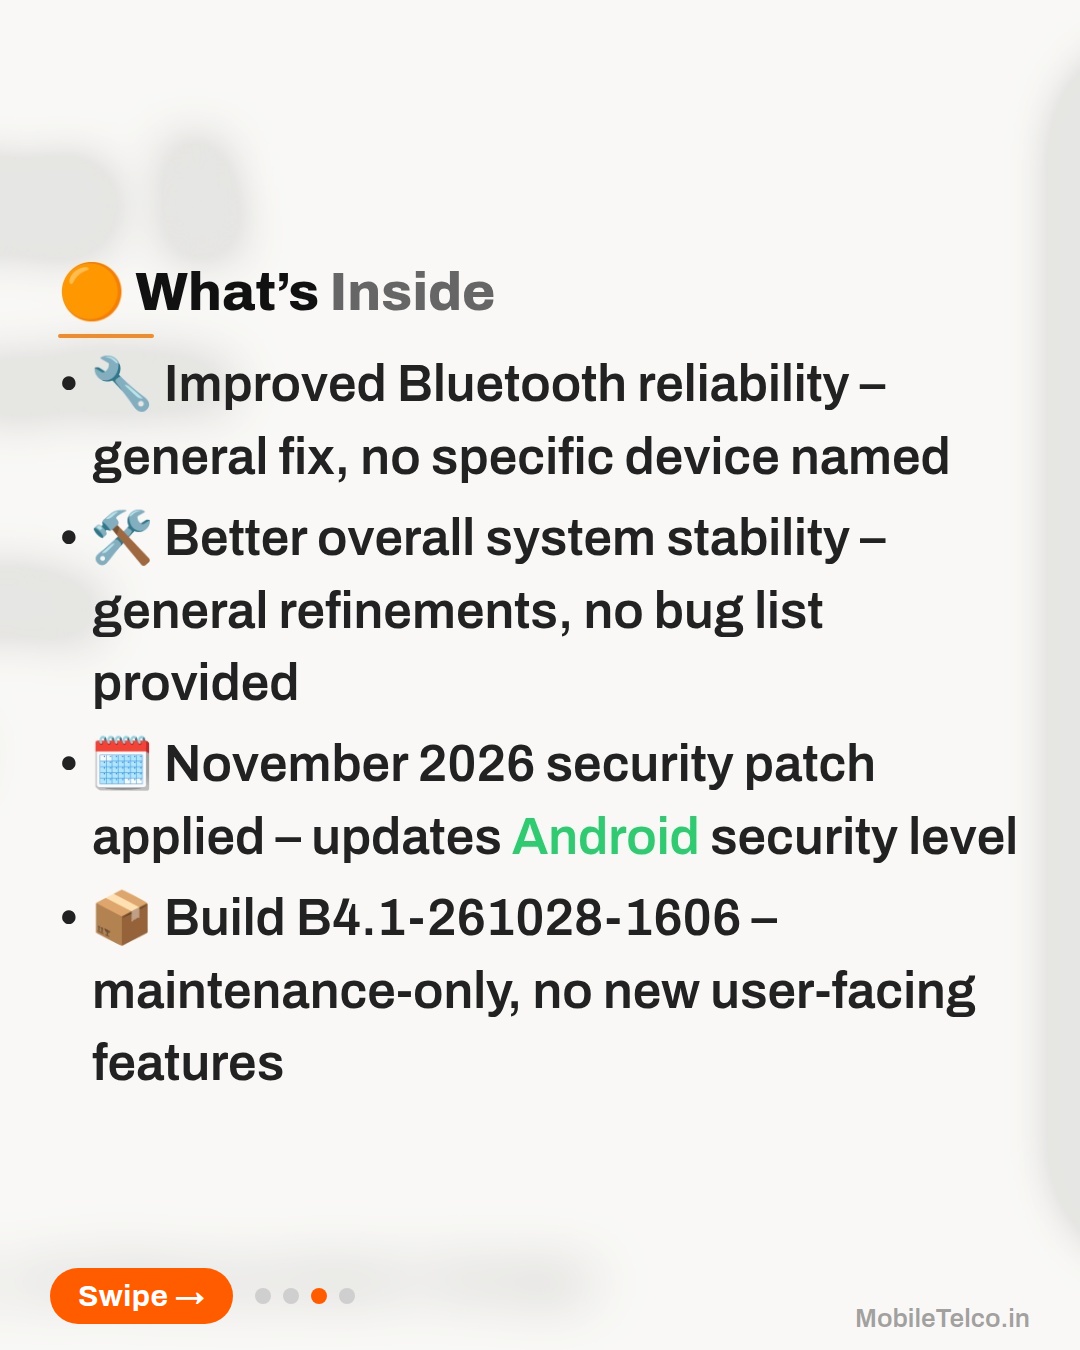 🟠 What’s Inside
• 🔧 Improved Bluetooth reliability –
general fix, no specific device named
• 🛠️ Better overall system stability –
general refinements, no bug list
provided
• 🗓️ November 2026 security patch
applied – updates Android security level
• 📦 Build B4.1-261028-1606 –
maintenance-only, no new user-facing
features
Swipe →
MobileTelco.in